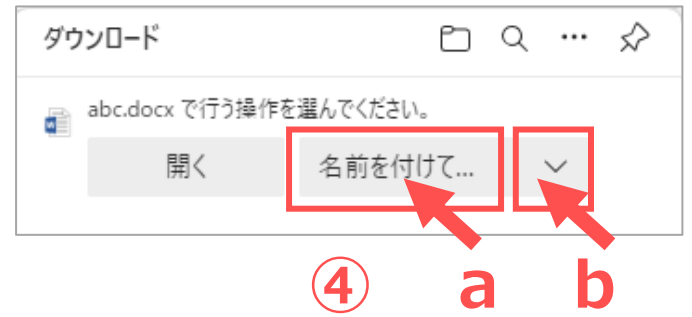 ダウンロード
abc.docx で行う操作を選んでください。
開く 名前を付けて...
④ a b